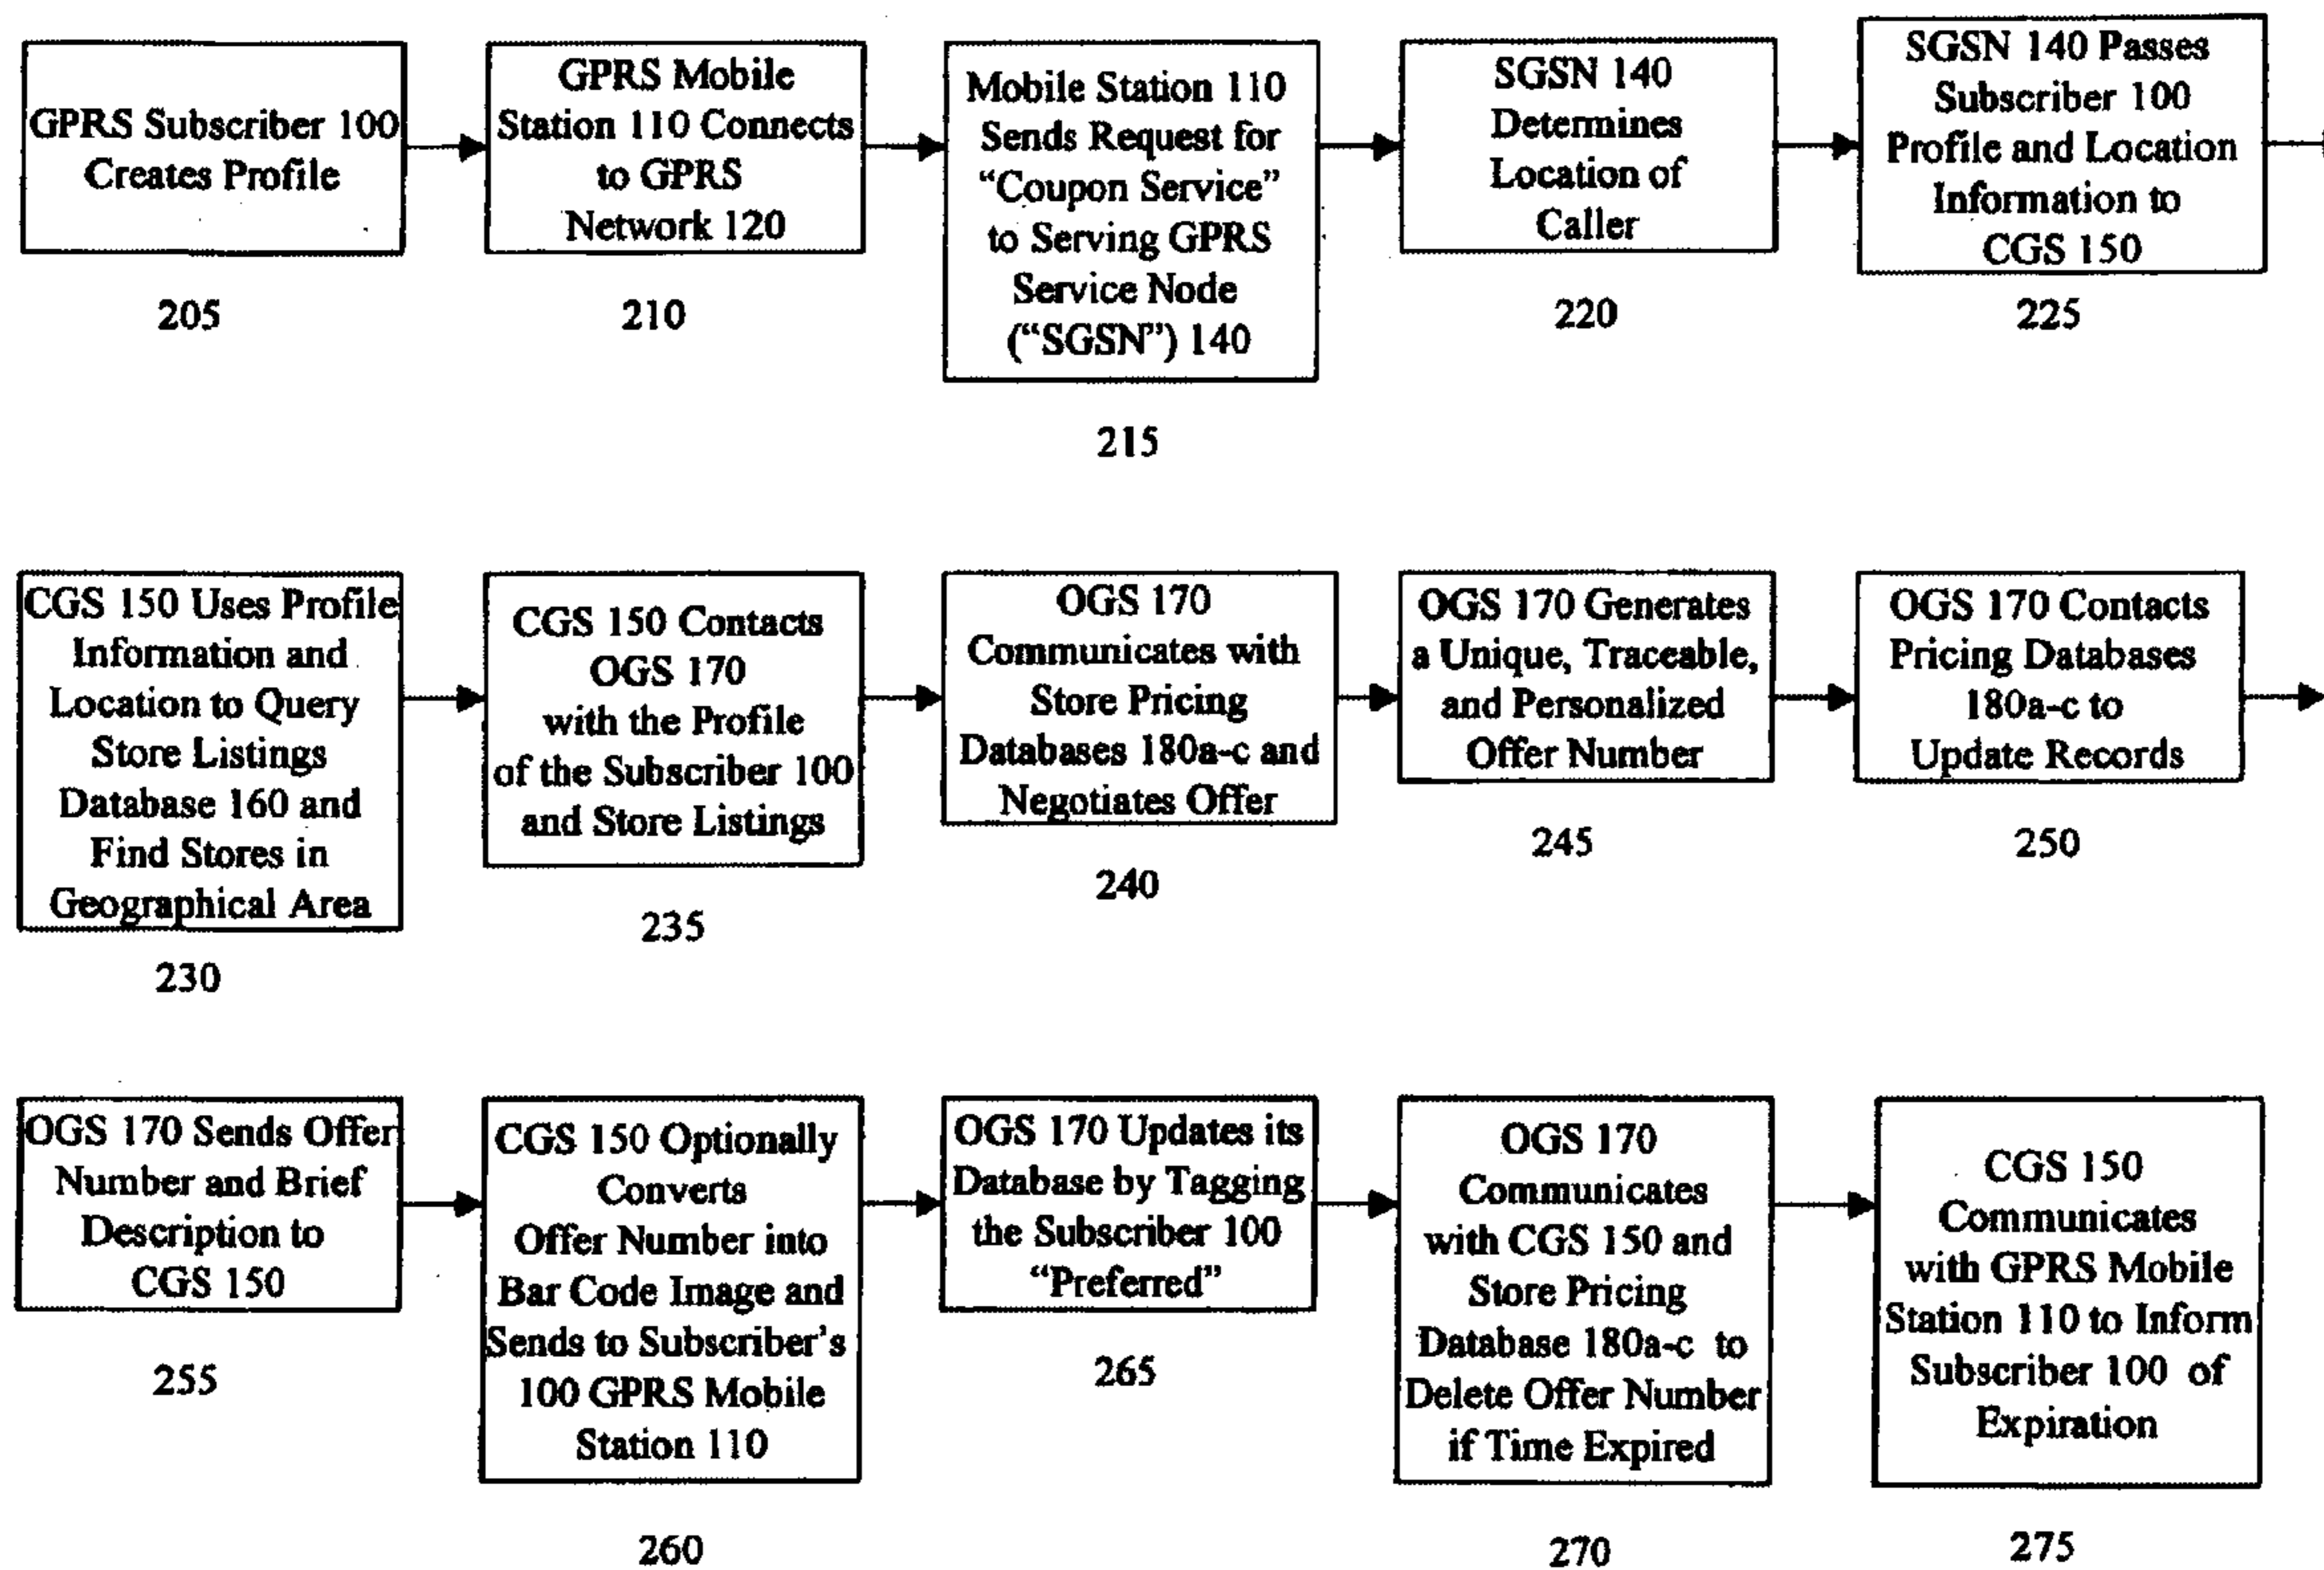 GPRS Subscriber 100
Creates Profile
205
GPRS Mobile
Station 110 Connects
to GPRS
Network 120
210
Mobile Station 110
Sends Request for
“Coupon Service”
to Serving GPRS
Service Node
(“SGSN”) 140
215
SGSN 140
Determines
Location of
Caller
220
SGSN 140 Passes
Subscriber 100
Profile and Location
Information to
CGS 150
225
CGS 150 Uses Profile
Information and
Location to Query
Store Listings
Database 160 and
Find Stores in
Geographical Area
230
CGS 150 Contacts
OGS 170
with the Profile
of the Subscriber 100
and Store Listings
235
OGS 170
Communicates with
Store Pricing
Databases 180a-c and
Negotiates Offer
240
OGS 170 Generates
a Unique, Traceable,
and Personalized
Offer Number
245
OGS 170 Contacts
Pricing Databases
180a-c to
Update Records
250
OGS 170 Sends Offer
Number and Brief
Description to
CGS 150
255
CGS 150 Optionally
Converts
Offer Number into
Bar Code Image and
Sends to Subscriber’s
100 GPRS Mobile
Station 110
260
OGS 170 Updates its
Database by Tagging
the Subscriber 100
“Preferred”
265
OGS 170
Communicates
with CGS 150 and
Store Pricing
Database 180a-c to
Delete Offer Number
if Time Expired
270
CGS 150
Communicates
with GPRS Mobile
Station 110 to Inform
Subscriber 100 of
Expiration
275